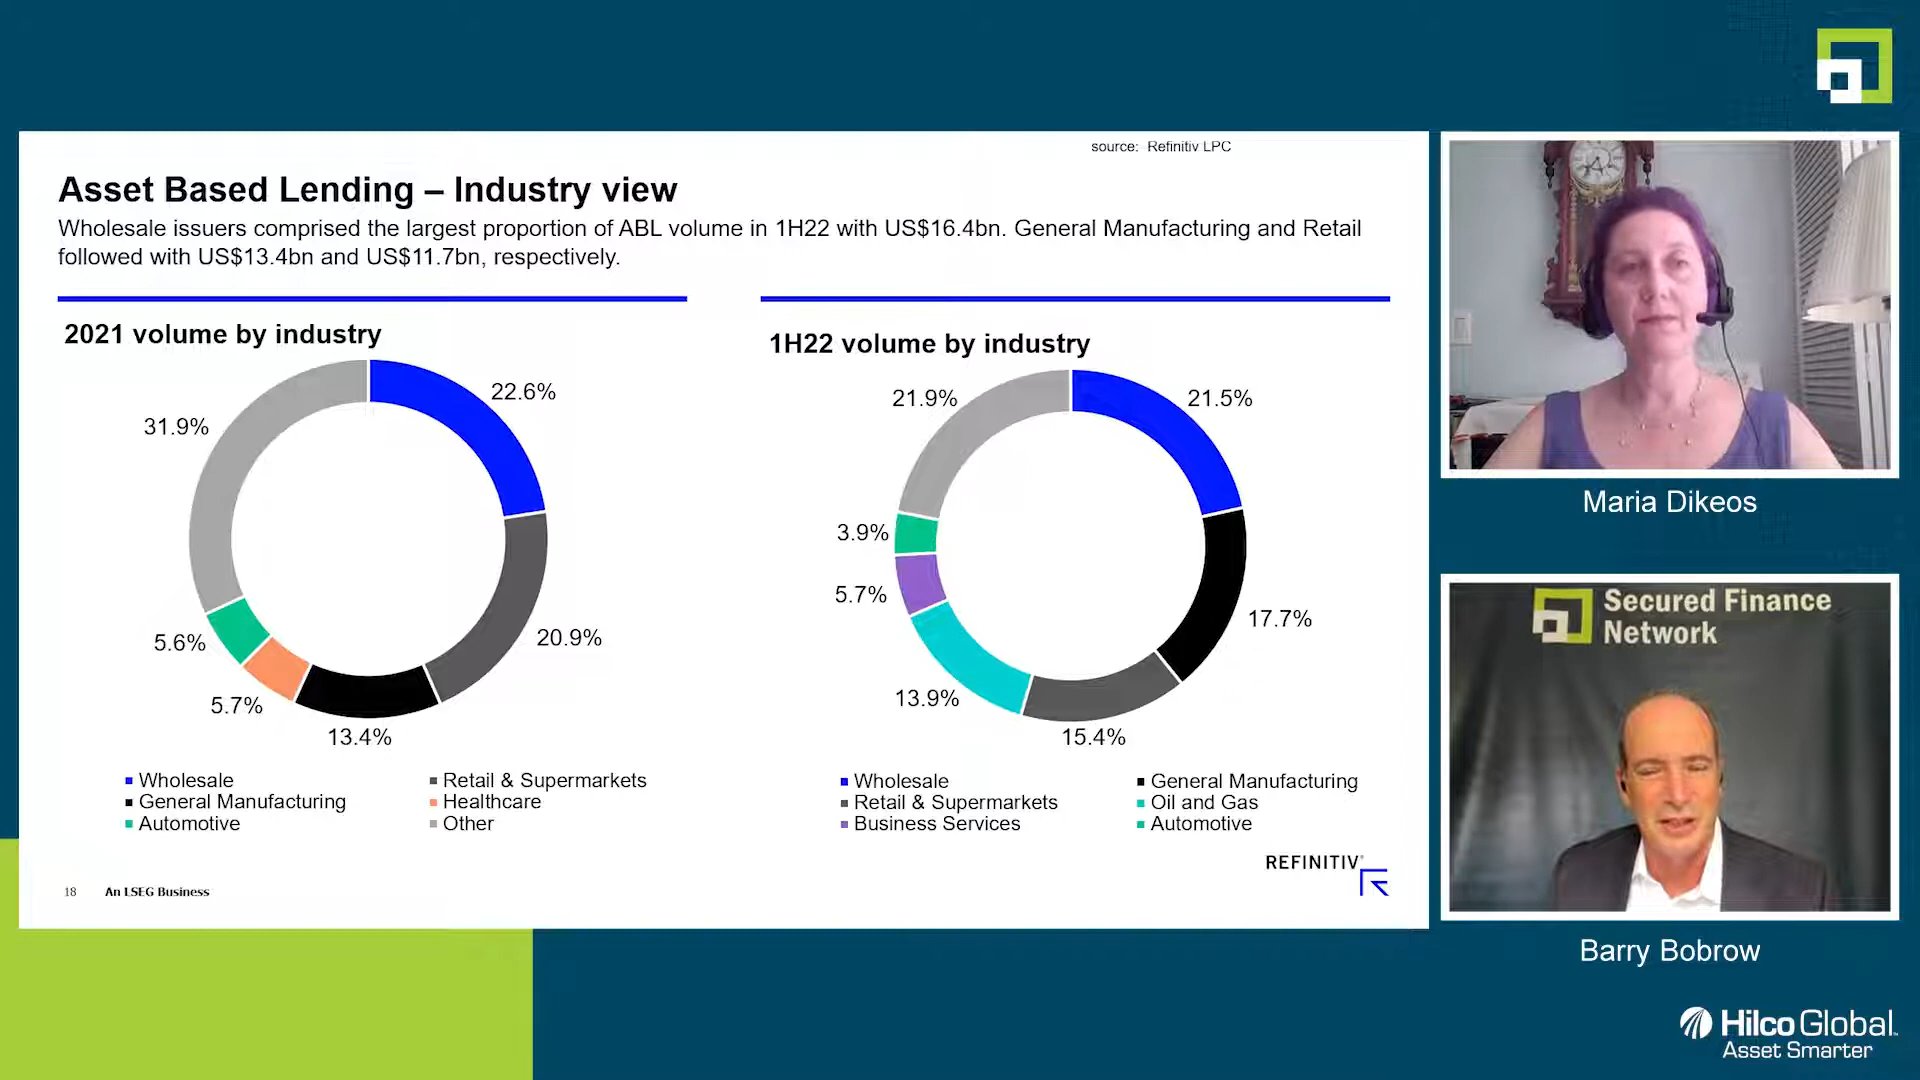 source: Refinitiv LPC
Asset Based Lending – Industry view
Wholesale issuers comprised the largest proportion of ABL volume in 1H22 with US$16.4bn. General Manufacturing and Retail
followed with US$13.4bn and US$11.7bn, respectively.
2021 volume by industry
22.6%
31.9%
20.9%
5.6%
5.7%
13.4%
Wholesale
Retail & Supermarkets
General Manufacturing
Healthcare
Automotive
Other
1H22 volume by industry
21.9%
21.5%
3.9%
5.7%
17.7%
13.9%
15.4%
Wholesale
General Manufacturing
Retail & Supermarkets
Oil and Gas
Business Services
Automotive
REFINITIV
18 An LSEG Business
Maria Dikeos
Secured Finance
Network
Barry Bobrow
Hilco Global
Asset Smarter